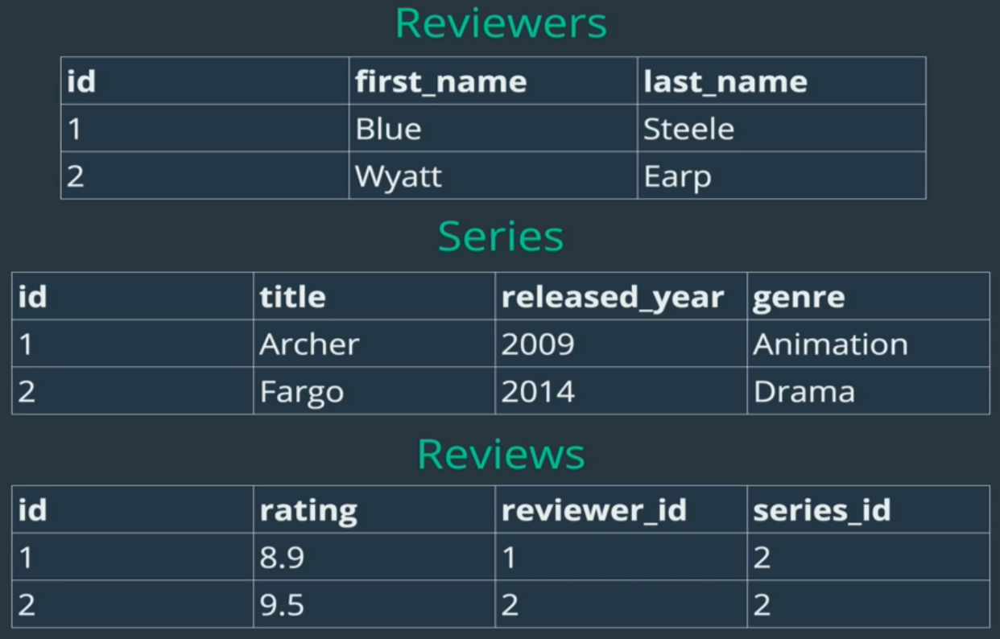 Reviewers
id first_name last_name
1 Blue Steele
2 Wyatt Earp
Series
id title released_year genre
1 Archer 2009 Animation
2 Fargo 2014 Drama
Reviews
id rating reviewer_id series_id
1 8.9 1 2
2 9.5 2 2